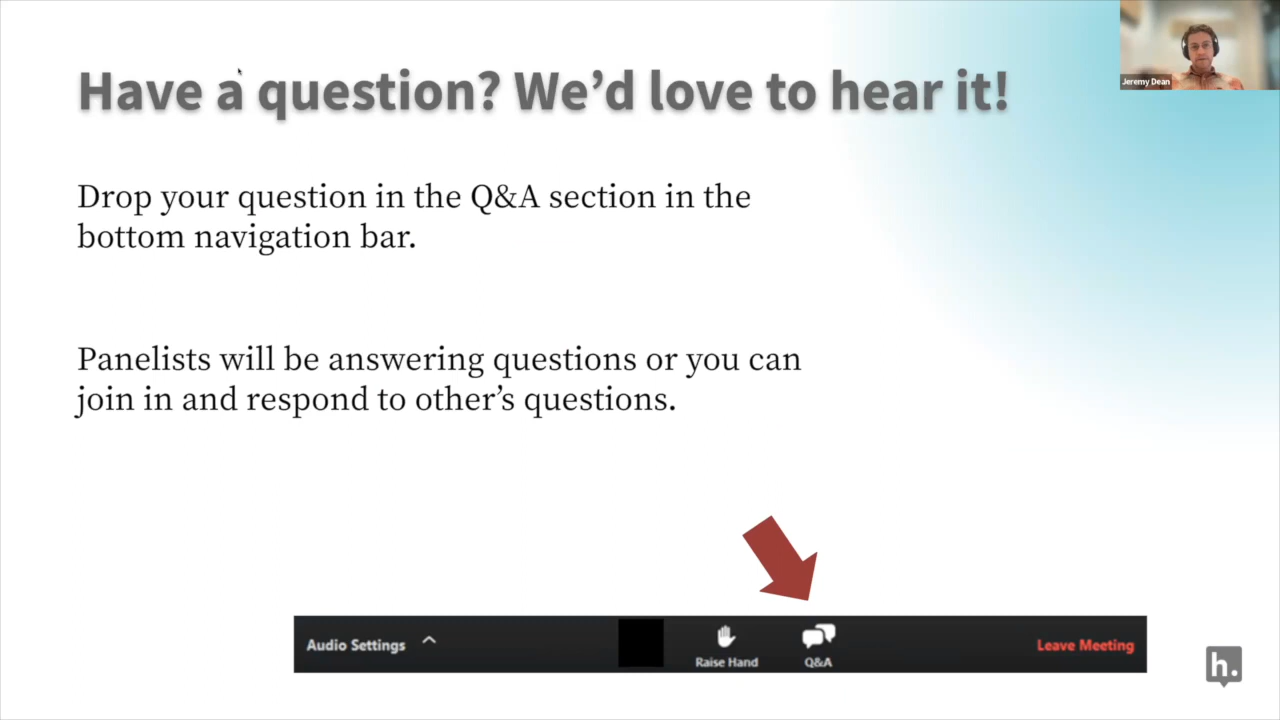 Have a question? We’d love to hear it!
Jeremy Dean
Drop your question in the Q&A section in the
bottom navigation bar.
Panelists will be answering questions or you can
join in and respond to other’s questions.
Audio Settings
Raise Hand
Q&A
Leave Meeting
h.